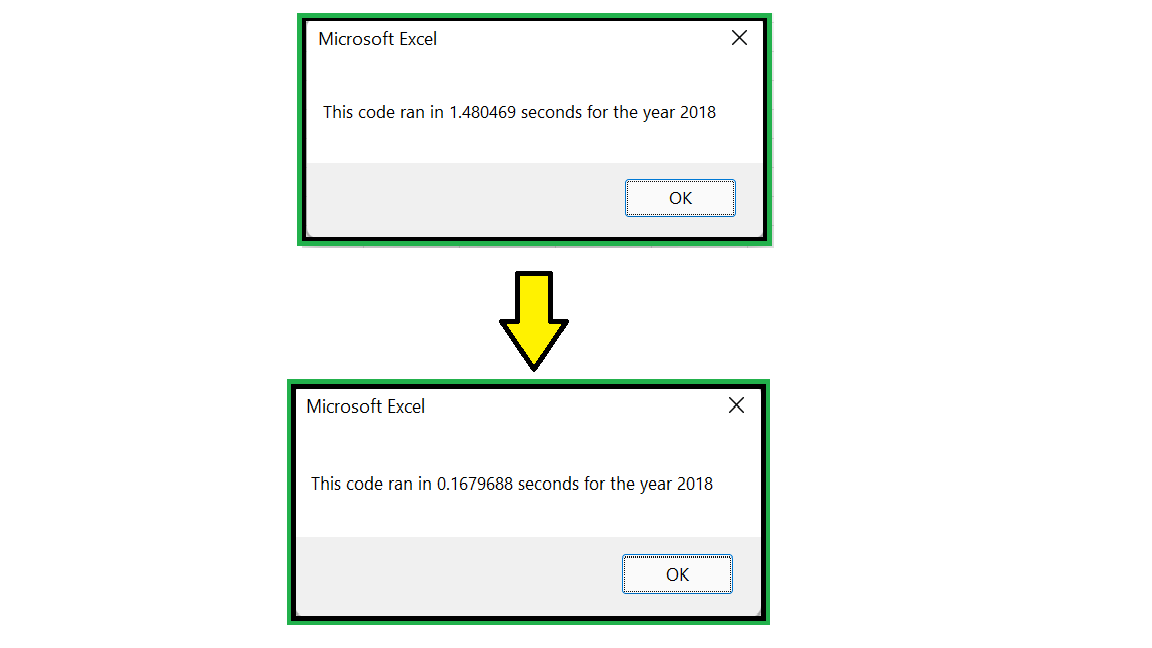 Microsoft Excel
This code ran in 1.480469 seconds for the year 2018
OK
Microsoft Excel
This code ran in 0.1679688 seconds for the year 2018
OK